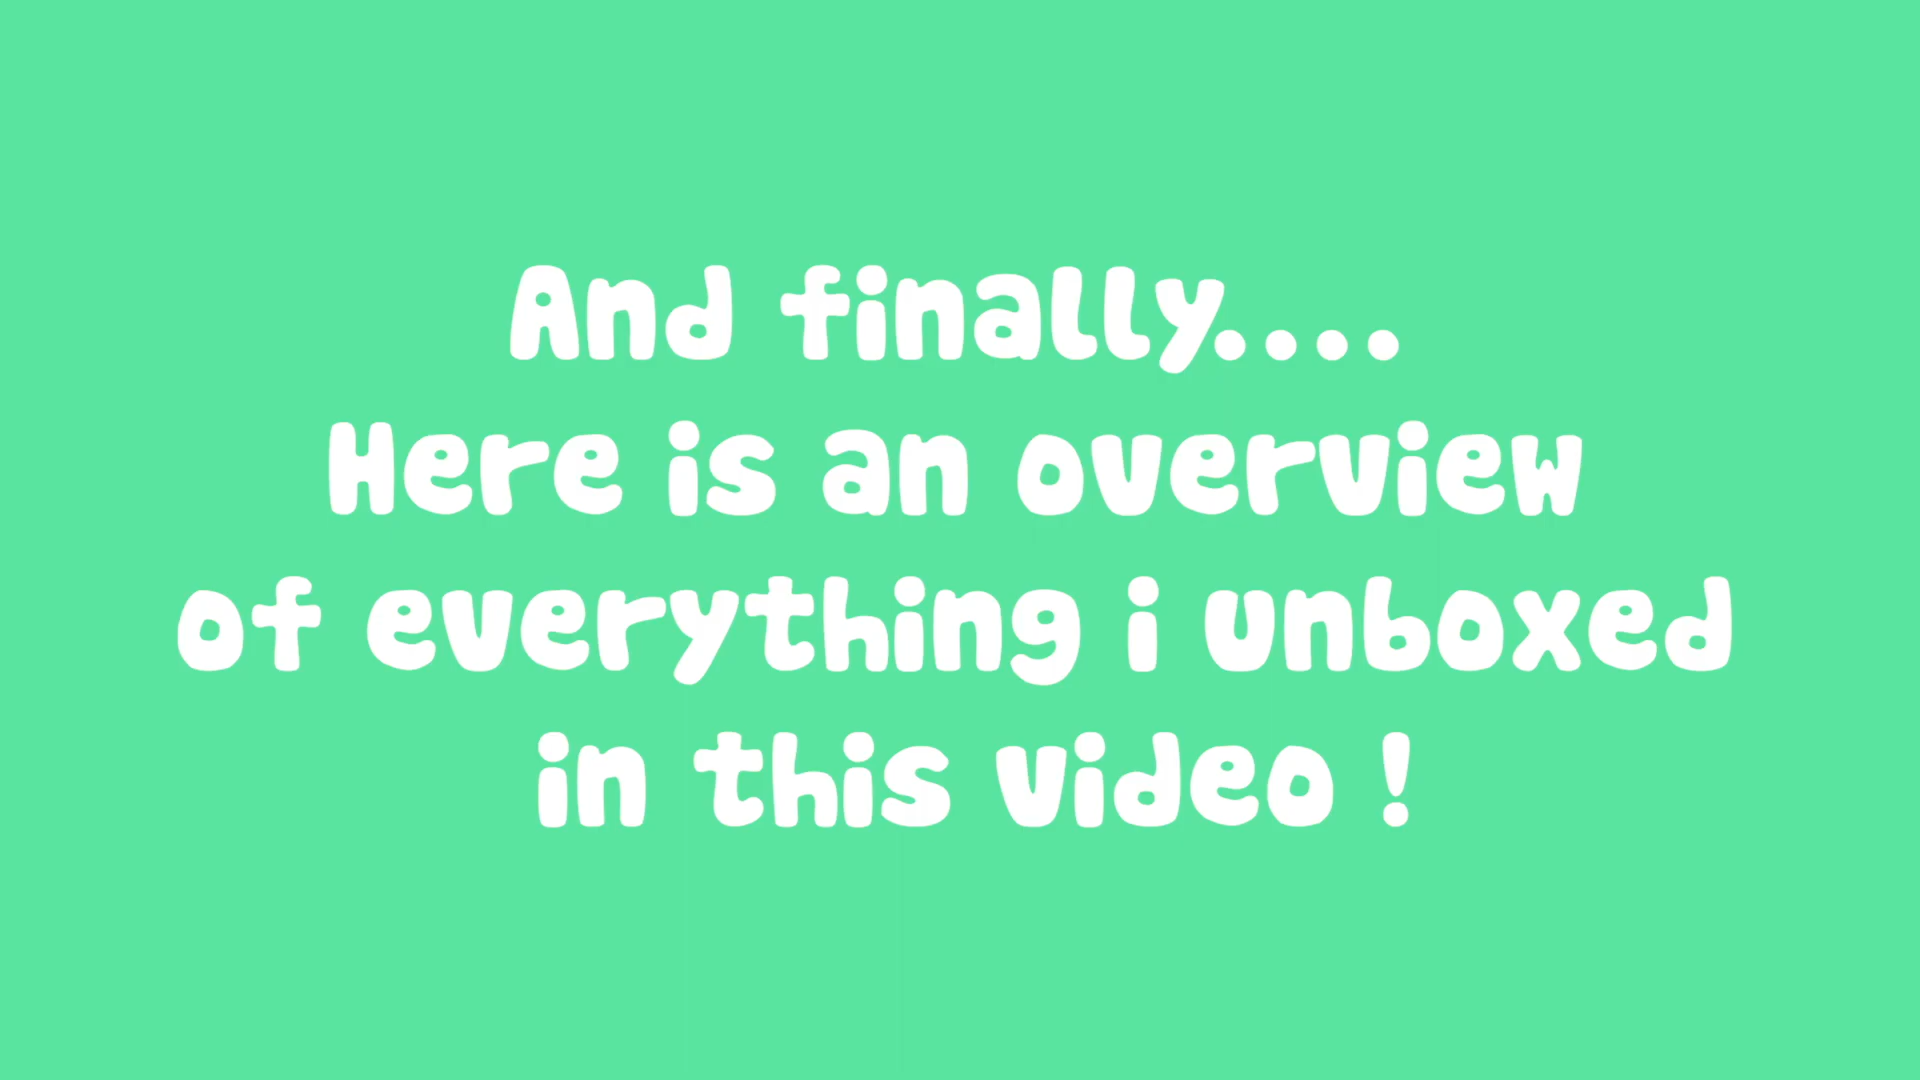 And finally....
Here is an overview
of everything i unboxed
in this video !